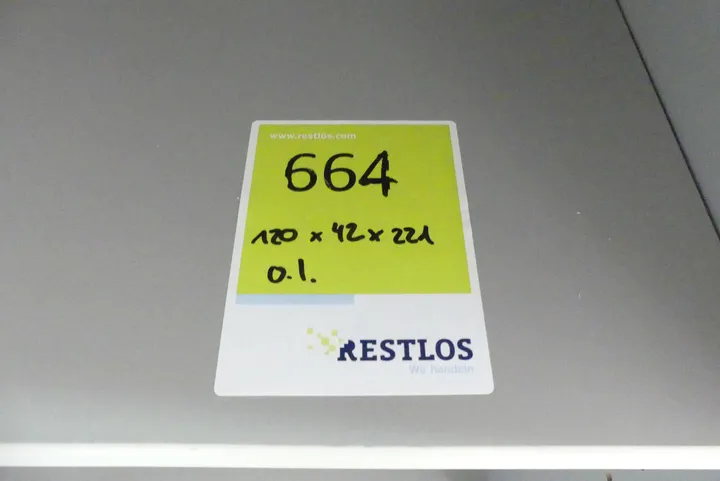 www.restlos.com
664
120 x 42 x 221
o.l.
RESTLOS
Wir handeln